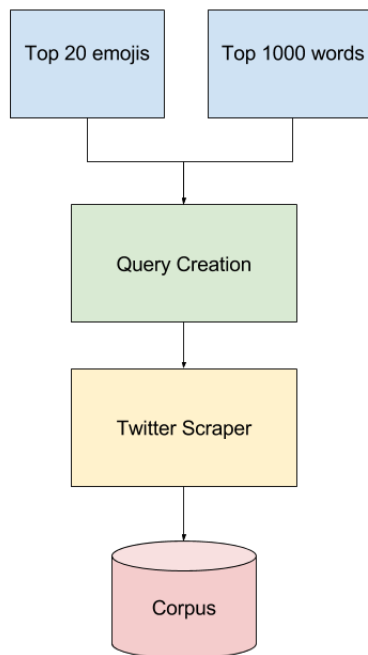 Top 20 emojis
Top 1000 words
Query Creation
Twitter Scraper
Corpus